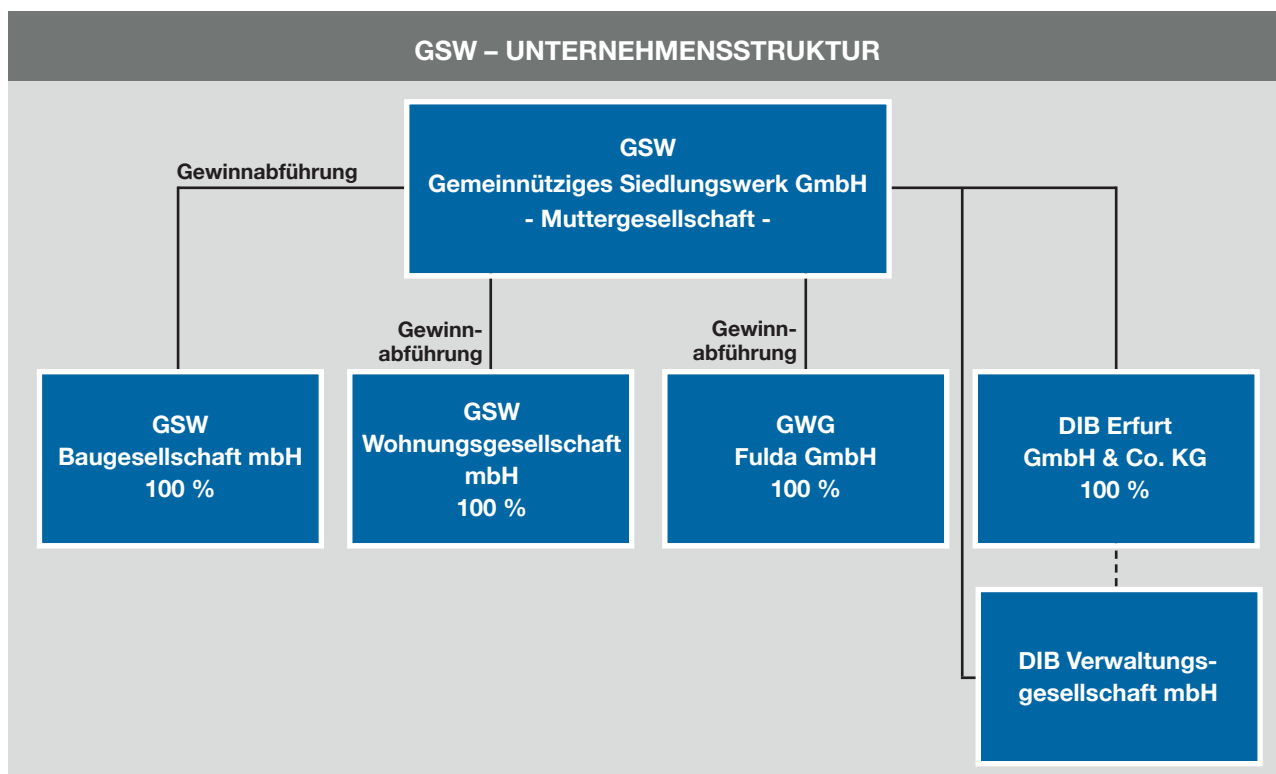 GSW – UNTERNEHMENSSTRUKTUR
GSW
Gemeinnütziges Siedlungswerk GmbH
- Muttergesellschaft -
Gewinnabführung
Gewinn-
abführung
Gewinn-
abführung
GSW
Baugesellschaft mbH
100 %
GSW
Wohnungsgesellschaft
mbH
100 %
GWG
Fulda GmbH
100 %
DIB Erfurt
GmbH & Co. KG
100 %
DIB Verwaltungs-
gesellschaft mbH